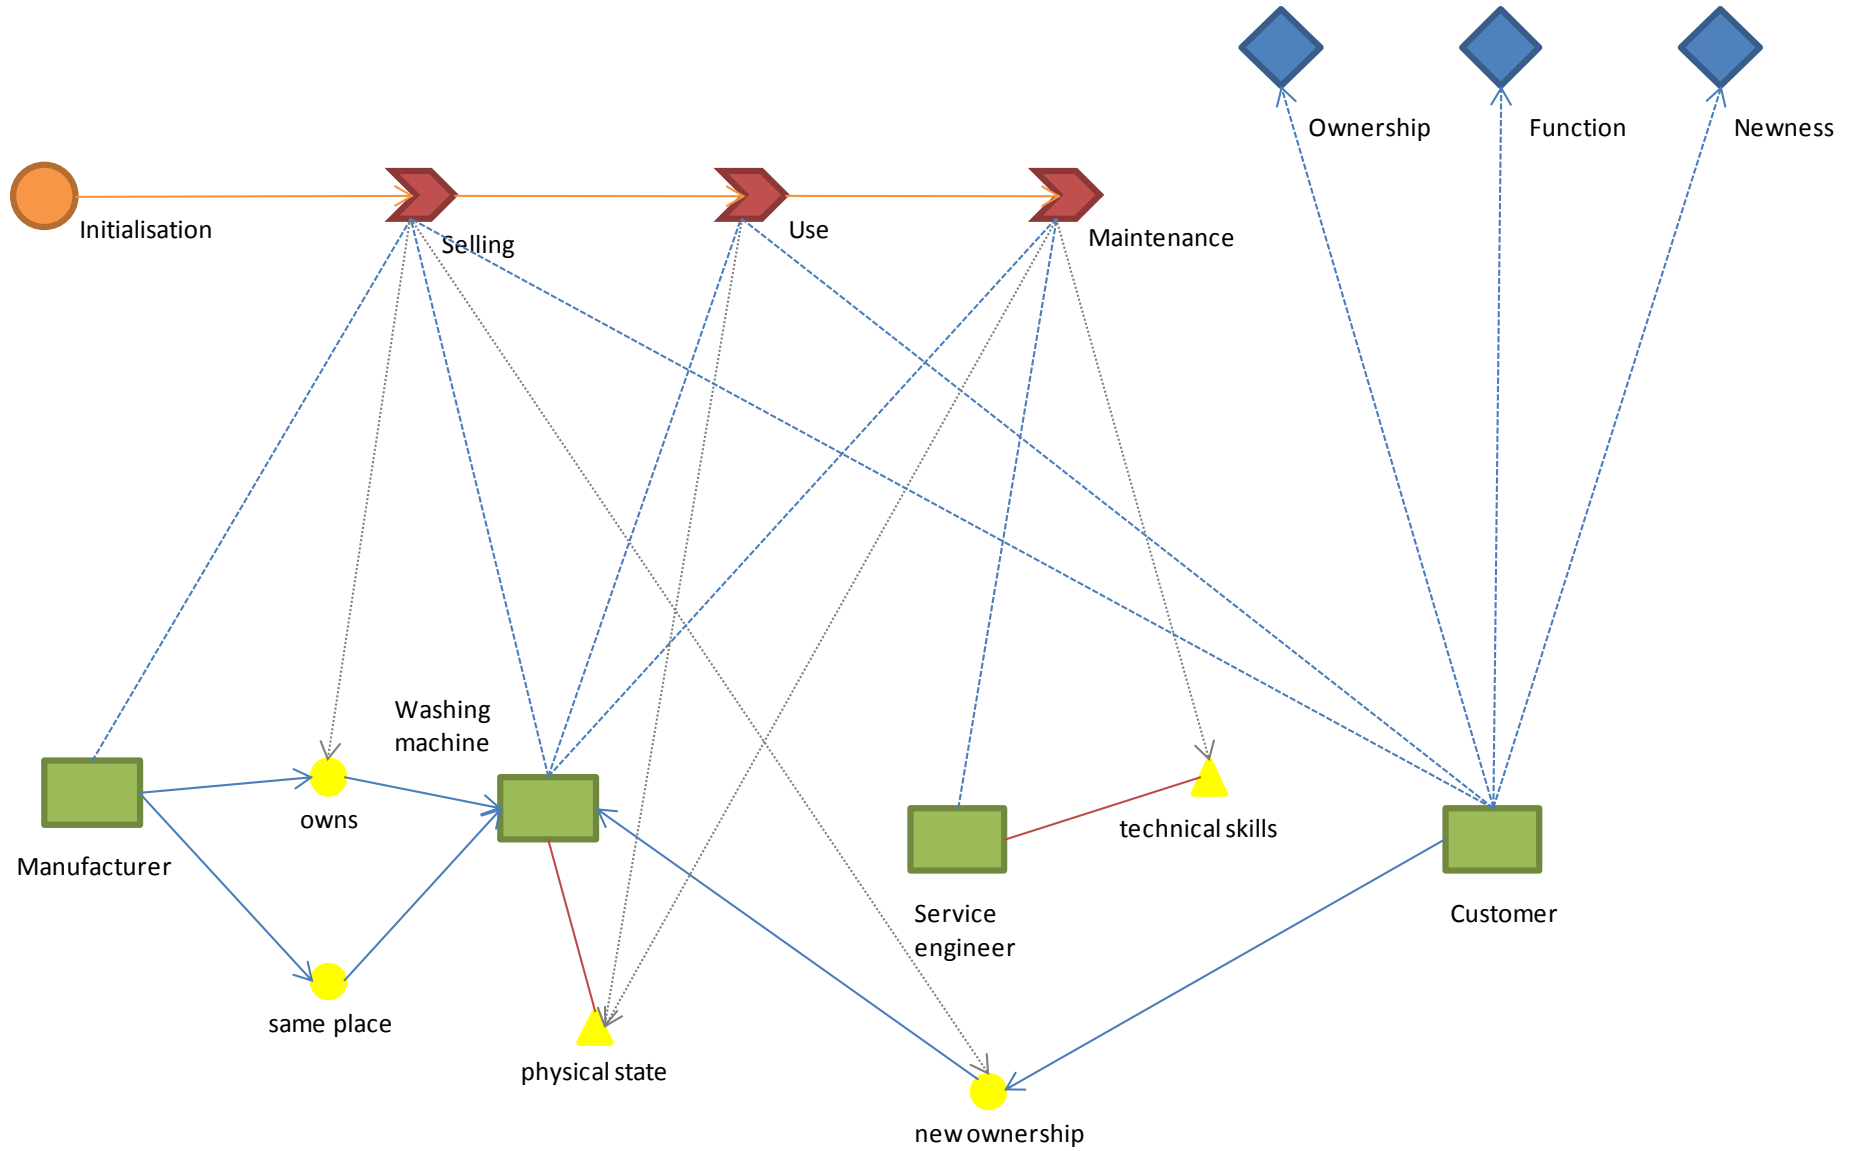 Ownership
Function
Newness
Initialisation
Selling
Use
Maintenance
Washing
machine
owns
technical skills
Manufacturer
Service
engineer
Customer
same place
physical state
new ownership